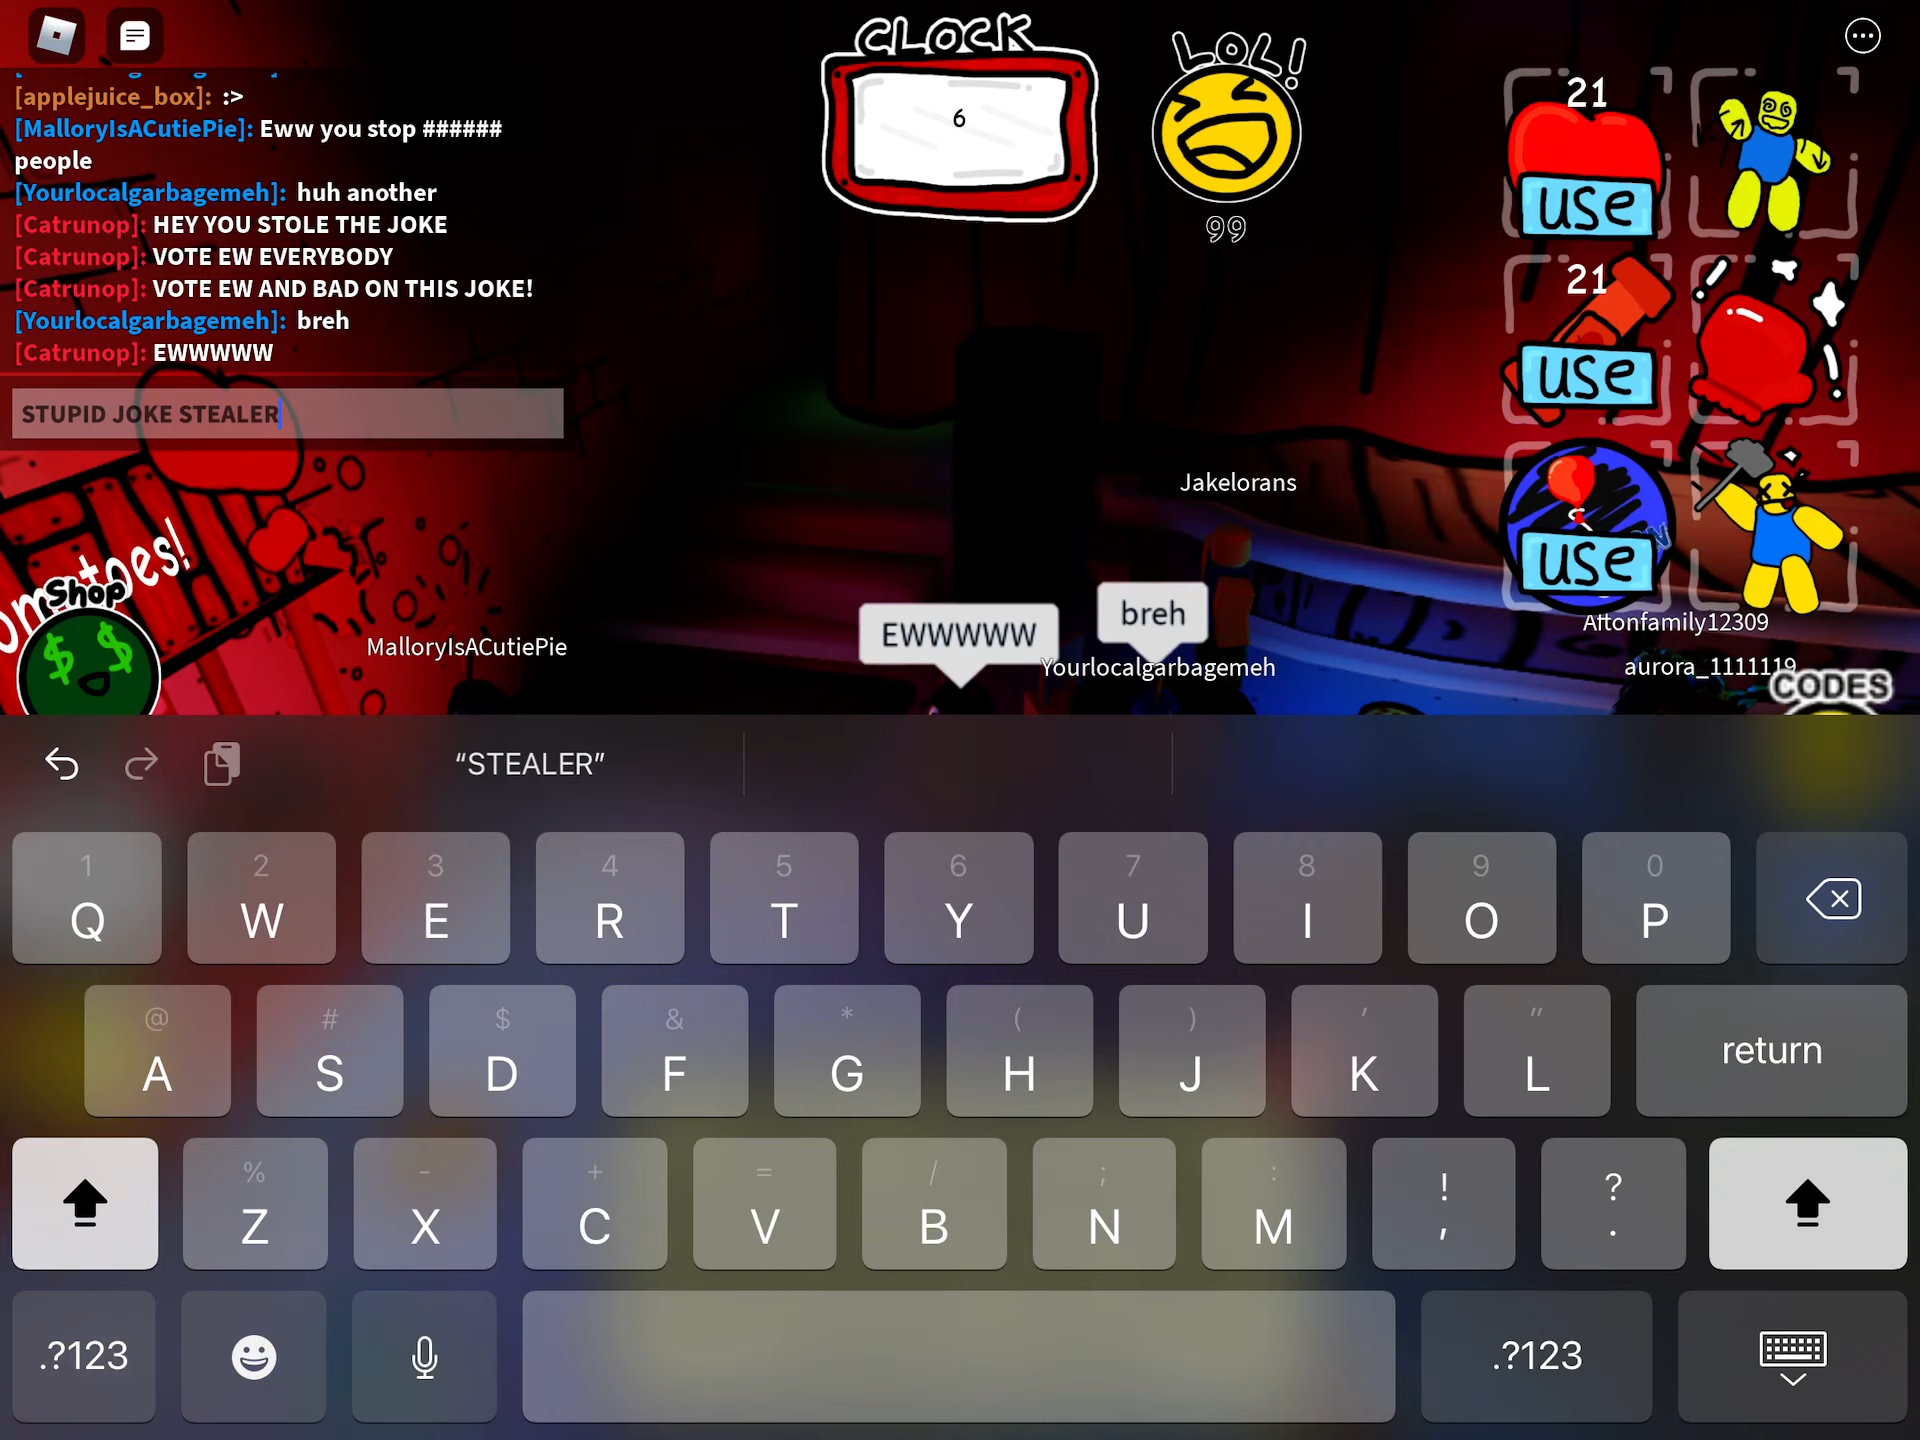 CLOCK
LOL!
6
99
[applejuice_box]: :>
[MalloryIsACutiePie]: Eww you stop ######
people
[Yourlocalgarbagemeh]: huh another
[Catrunop]: HEY YOU STOLE THE JOKE
[Catrunop]: VOTE EW EVERYBODY
[Catrunop]: VOTE EW AND BAD ON THIS JOKE!
[Yourlocalgarbagemeh]: breh
[Catrunop]: EWWWWW
STUPID JOKE STEALER
21
USE
21
USE
USE
Jakelorans
Shop
$ $
MalloryIsACutiePie
EWWWWW
breh
Yourlocalgarbagemeh
Aftonfamily12309
aurora_1111119
CODES
“STEALER”
1 2 3 4 5 6 7 8 9 0
Q W E R T Y U I O P
@ # $ & * ( ) ' "
A S D F G H J K L return
% - + = / ; : ! ?
Z X C V B N M , .
.?123 .?123